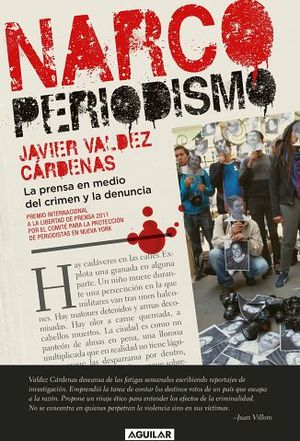 NARCO
PERIODISMO
JAVIER VALDEZ
CÁRDENAS
La prensa en medio
del crimen y la denuncia
PREMIO INTERNACIONAL
A LA LIBERTAD DE PRENSA 2011
POR EL COMITÉ PARA LA PROTECCIÓN
DE PERIODISTAS EN NUEVA YORK
Hay cadáveres en las calles. Ex-
plota una granada en alguna
parte. Un niño muere duran-
te una persecución en la que
militares van tras unos halco-
nes. Hay matones detenidos y armas deco-
misadas. Hay olor a carne quemada, a
cabellos muertos. La ciudad es como un
panteón de almas en pena, una llorona
multiplicada que en realidad no tiene lágri-
mas que desparrama por dentro,
Valdez Cárdenas descansa de las fatigas semanales escribiendo reportajes de
investigación. Emprendió la tarea de contar los destinos rotos de un país que escapa
a la razón. Propone un viraje ético para entender los efectos de la criminalidad.
No se concentra en quienes perpetran la violencia sino en sus víctimas.
—Juan Villoro
AGUILAR